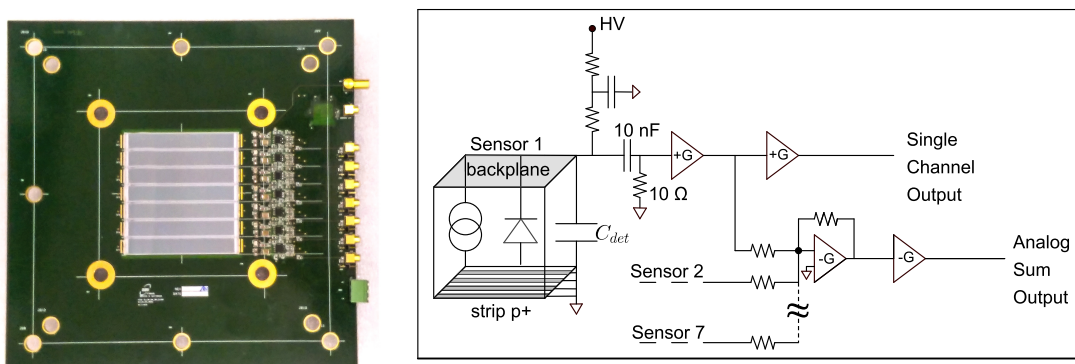 HV
Sensor 1
backplane
10 nF
+G
+G
10 Ω
Single
Channel
Output
C_det
-G
-G
Analog
Sum
Output
Sensor 2
strip p+
Sensor 7